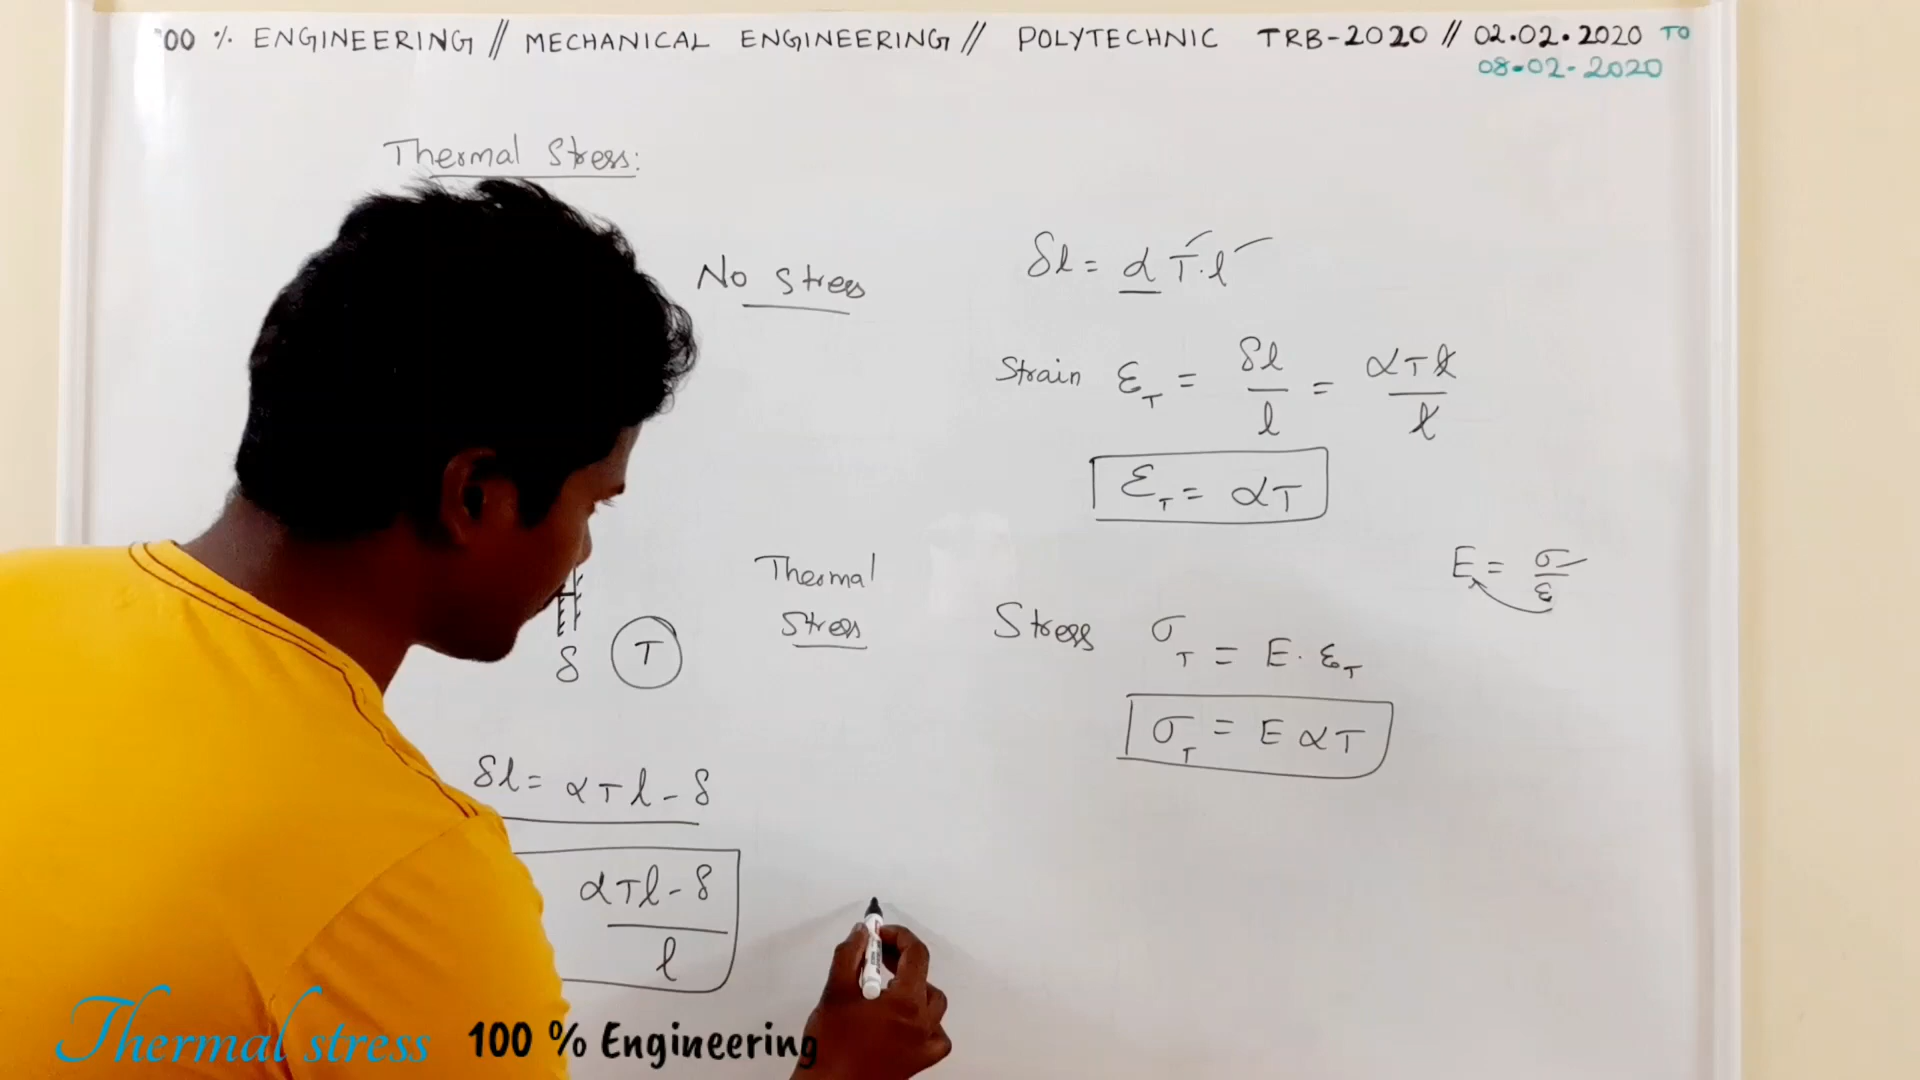 00 % ENGINEERING // MECHANICAL ENGINEERING // POLYTECHNIC TRB-2020 // 02.02.2020 TO
08-02-2020
Thermal Stress:
No Stress
δl = α T.l
Strain ε_T = δl/l = αTl/l
ε_T = αT
E = σ/ε
Thermal
Stress
δ T
Stress σ_T = E.ε_T
σ_T = E αT
δl = αTl-δ
αTl-δ
l
Thermal stress 100 % Engineering